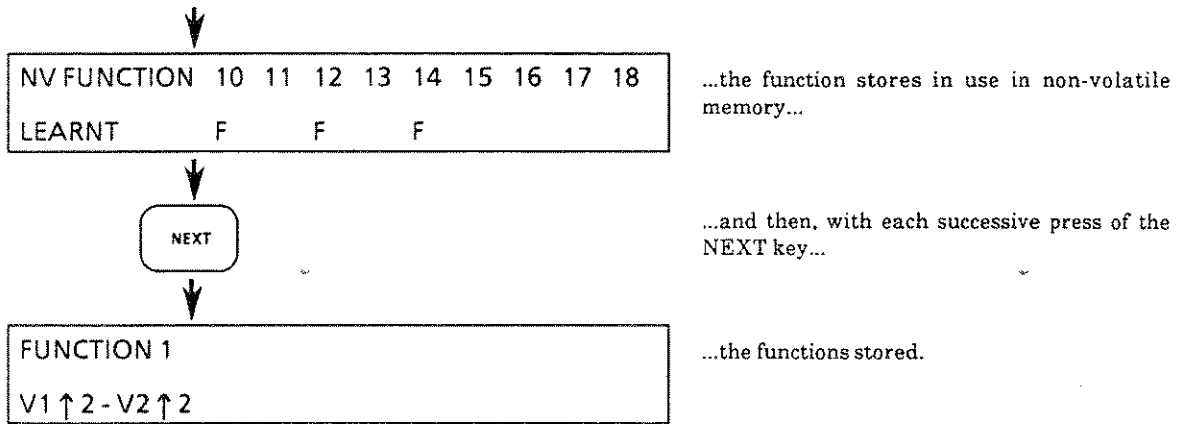 NV FUNCTION 10 11 12 13 14 15 16 17 18
LEARNT F F F
...the function stores in use in non-volatile
memory...
NEXT
...and then, with each successive press of the
NEXT key...
FUNCTION 1
V1↑2-V2↑2
...the functions stored.